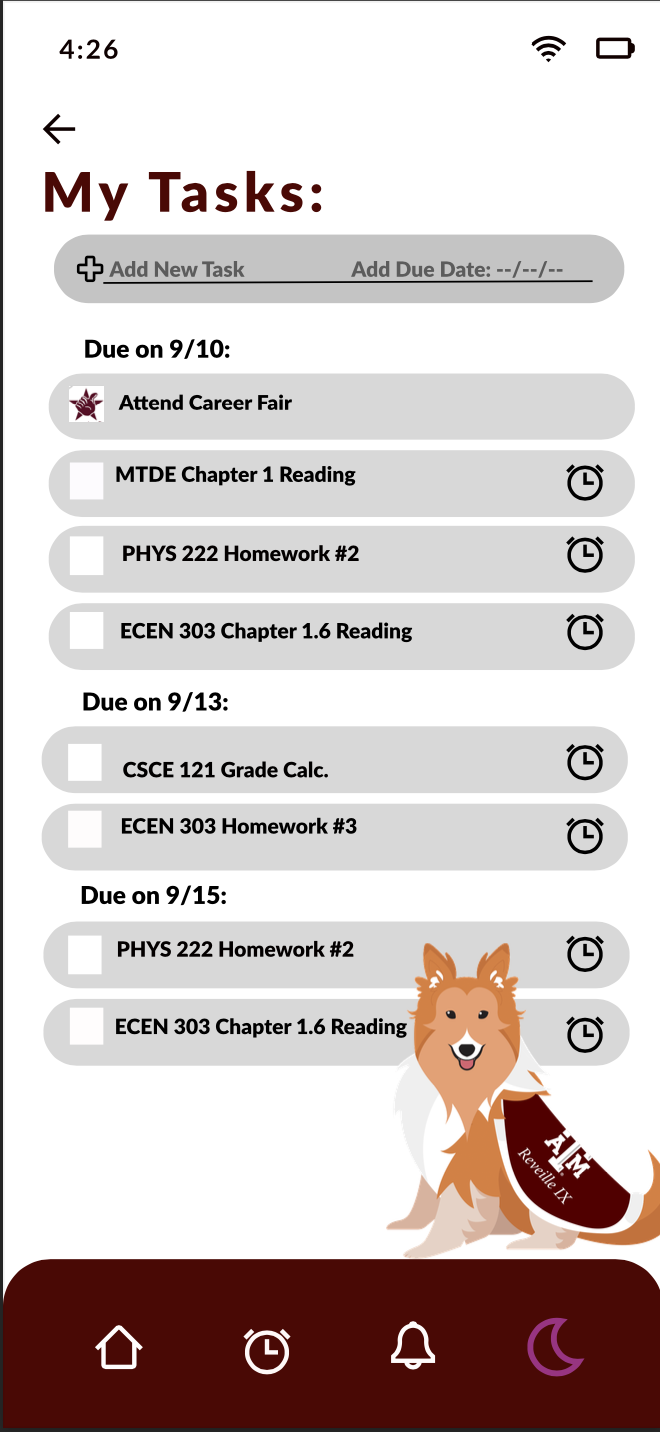 4:26
My Tasks:
Add New Task Add Due Date: --/--/--
Due on 9/10:
Attend Career Fair
MTDE Chapter 1 Reading
PHYS 222 Homework #2
ECEN 303 Chapter 1.6 Reading
Due on 9/13:
CSCE 121 Grade Calc.
ECEN 303 Homework #3
Due on 9/15:
PHYS 222 Homework #2
ECEN 303 Chapter 1.6 Reading
ATM
Reveille IX